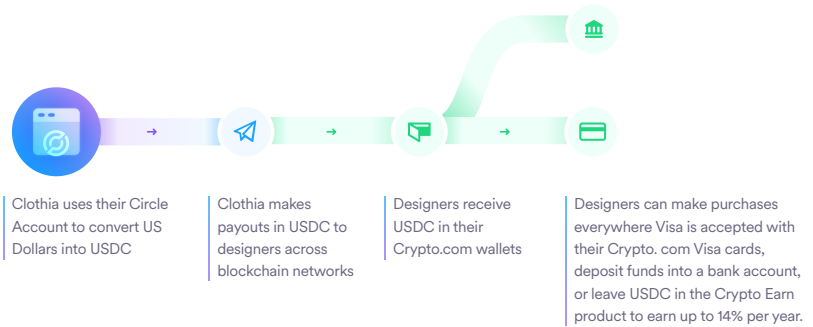 Clothia uses their Circle
Account to convert US
Dollars into USDC
Clothia makes
payouts in USDC to
designers across
blockchain networks
Designers receive
USDC in their
Crypto.com wallets
Designers can make purchases
everywhere Visa is accepted with
their Crypto. com Visa cards,
deposit funds into a bank account,
or leave USDC in the Crypto Earn
product to earn up to 14% per year.